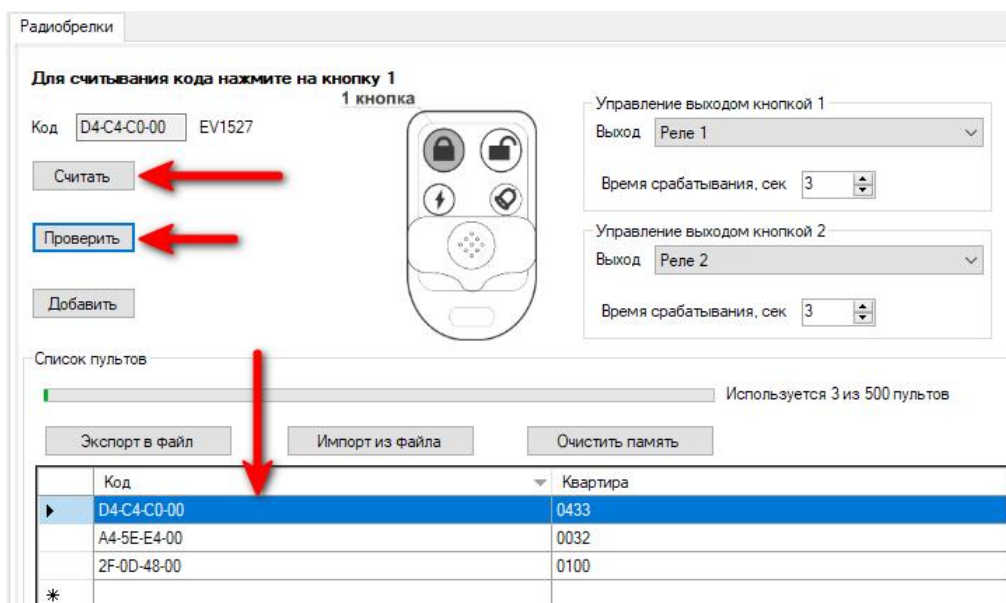 Радиобрелки
Для считывания кода нажмите на кнопку 1
1 кнопка
Код D4-C4-C0-00 EV1527
Считать
Проверить
Добавить
Управление выходом кнопкой 1
Выход Реле 1
Время срабатывания, сек 3
Управление выходом кнопкой 2
Выход Реле 2
Время срабатывания, сек 3
Список пультов
Используется 3 из 500 пультов
Экспорт в файл Импорт из файла Очистить память
Код Квартира
D4-C4-C0-00 0433
A4-5E-E4-00 0032
2F-0D-48-00 0100